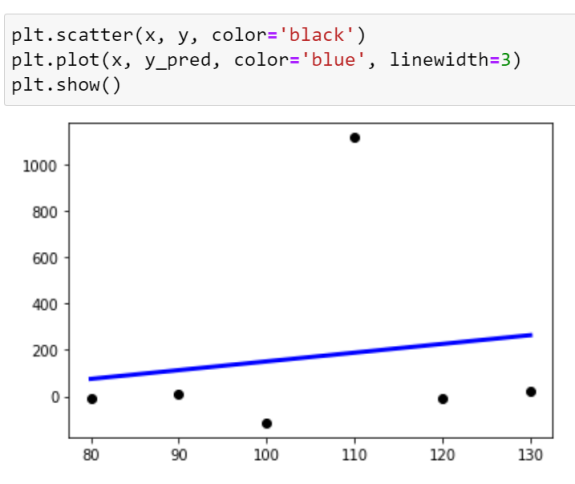 plt.scatter(x, y, color='black')
plt.plot(x, y_pred, color='blue', linewidth=3)
plt.show()
1000
800
600
400
200
0
80 90 100 110 120 130